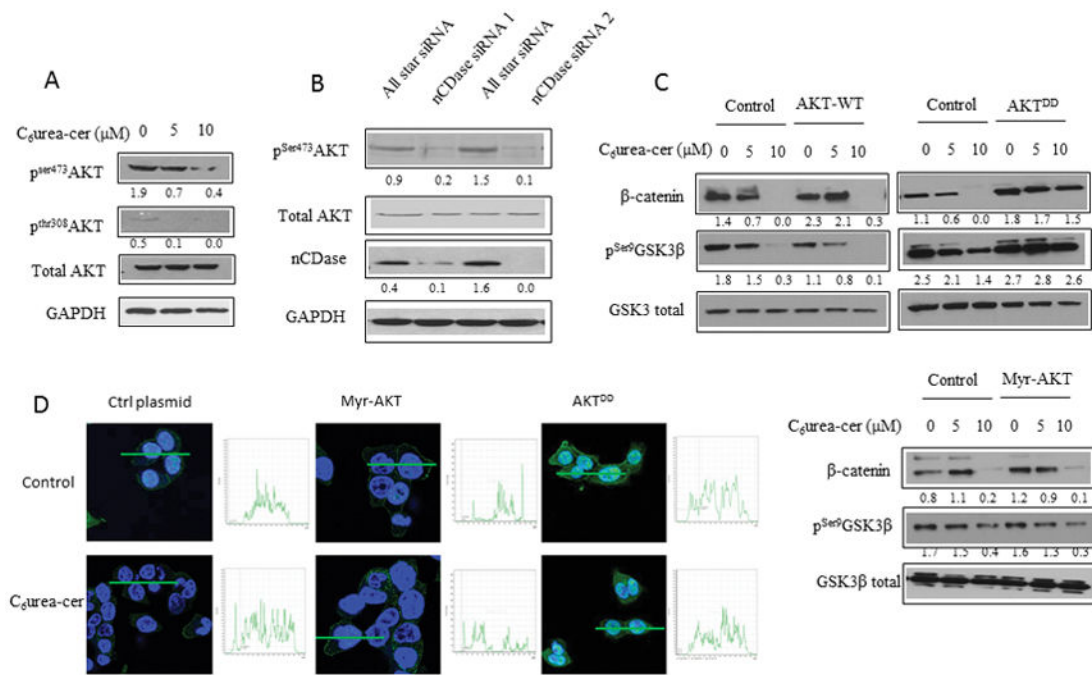 A
C₆urea-cer (μM) 0 5 10
pˢᵉʳ⁴⁷³AKT
1.9 0.7 0.4
pᵗʰʳ³⁰⁸AKT
0.5 0.1 0.0
Total AKT
GAPDH
B
All star siRNA nCDase siRNA 1 All star siRNA nCDase siRNA 2
pˢᵉʳ⁴⁷³AKT
0.9 0.2 1.5 0.1
Total AKT
nCDase
0.4 0.1 1.6 0.0
GAPDH
C
Control AKT-WT Control AKTᴰᴰ
C₆urea-cer (μM) 0 5 10 0 5 10 0 5 10 0 5 10
β-catenin
1.4 0.7 0.0 2.3 2.1 0.3 1.1 0.6 0.0 1.8 1.7 1.5
pˢᵉʳ⁹GSK3β
1.8 1.5 0.3 1.1 0.8 0.1 2.5 2.1 1.4 2.7 2.8 2.6
GSK3 total
Control Myr-AKT
C₆urea-cer (μM) 0 5 10 0 5 10
β-catenin
0.8 1.1 0.2 1.2 0.9 0.1
pˢᵉʳ⁹GSK3β
1.7 1.5 0.4 1.6 1.3 0.3
GSK3β total
D
Ctrl plasmid Myr-AKT AKTᴰᴰ
Control
C₆urea-cer